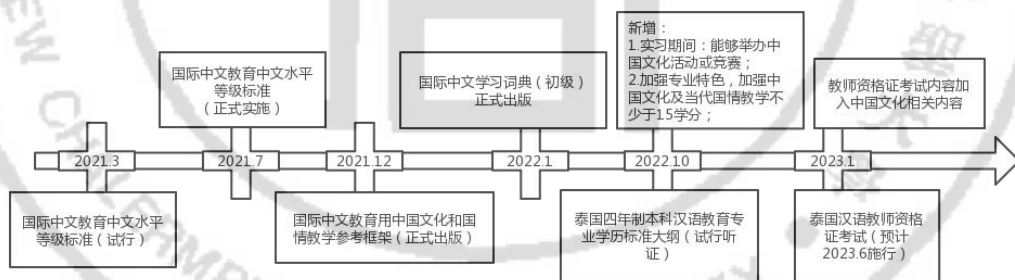 新增：
1.实习期间：能够举办中
国文化活动或竞赛；
2.加强专业特色，加强中
国文化及当代国情教学不
少于15学分；
国际中文教育中文水平
等级标准
（正式实施）
国际中文学习词典（初级）
正式出版
教师资格证考试内容加
入中国文化相关内容
2021.3
2021.7
2021.12
2022.1
2022.10
2023.1
国际中文教育中文水平
等级标准（试行）
国际中文教育用中国文化和国
情教学参考框架（正式出版）
泰国四年制本科汉语教育专
业学历标准大纲（试行听
证）
泰国汉语教师资格
证考试（预计
2023.6施行）